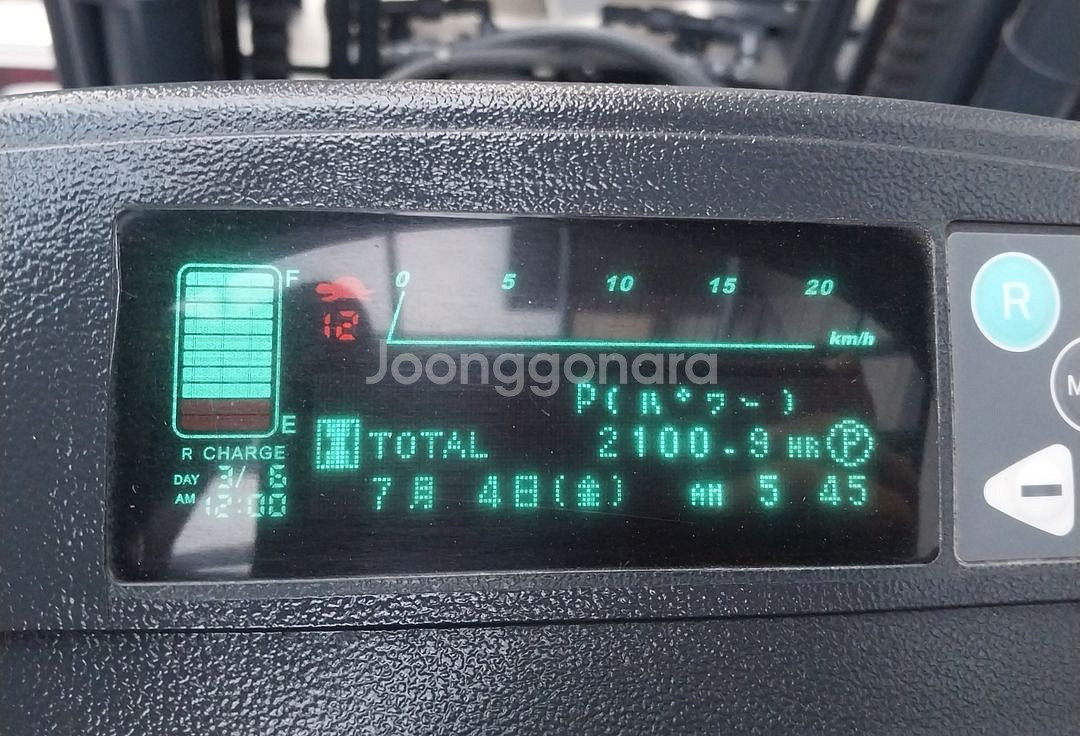 F
0 5 10 15 20
12
km/h
Joonggonara
P(ﾊﾟﾜｰ)
E
TOTAL 2100.9 HR Ⓟ
R CHARGE
DAY 3/ 6
7月 4日(金) AM 5 45
AM 12:00
R
M